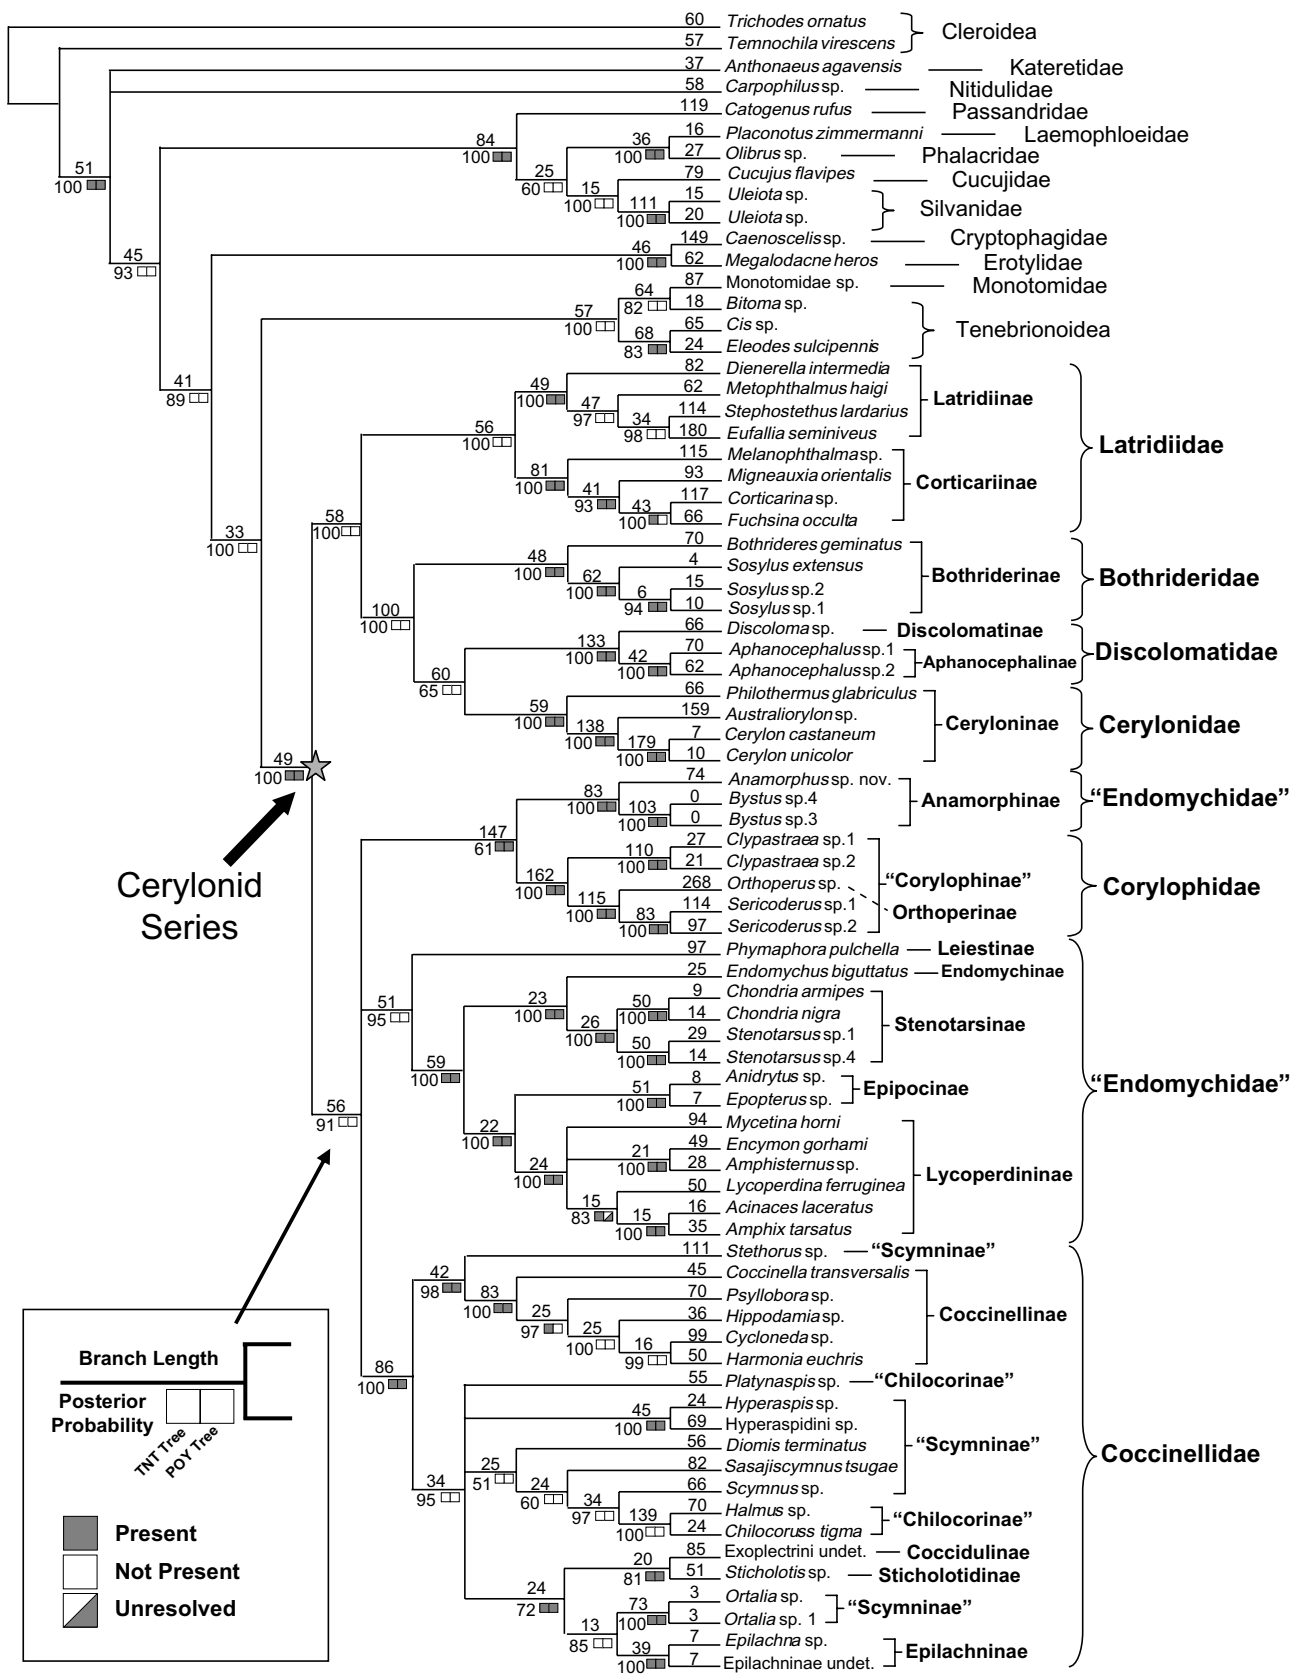 60 Trichodes ornatus
57 Temnochila virescens
Cleroidea
37 Anthonaeus agavensis Kateretidae
58 Carpophilus sp. Nitidulidae
119 Catogenus rufus Passandridae
84
100
16 Placonotus zimmermanni Laemophloeidae
36
100
27 Olibrus sp. Phalacridae
25
60
79 Cucujus flavipes Cucujidae
15
100
51
100
15 Uleiota sp.
111
100
20 Uleiota sp.
Silvanidae
149 Caenoscelis sp. Cryptophagidae
46
100
62 Megalodacne heros Erotylidae
45
93
87 Monotomidae sp. Monotomidae
64
82
18 Bitoma sp.
57
100
65 Cis sp.
68
83
24 Eleodes sulcipennis
Tenebrionoidea
41
89
82 Dienerella intermedia
49
100
62 Metophthalmus haigi
47
97
114 Stephostethus lardarius
34
98
180 Eufallia seminiveus
Latridiinae
56
100
115 Melanophthalma sp.
81
100
93 Migneauxia orientalis
41
93
117 Corticarina sp.
43
100
66 Fuchsina occulta
Corticariinae
Latridiidae
33
100
58
100
70 Bothrideres geminatus
48
100
4 Sosylus extensus
62
100
15 Sosylus sp.2
6
94
10 Sosylus sp.1
Bothriderinae
Bothrideridae
100
100
66 Discoloma sp. Discolomatinae
133
100
70 Aphanocephalus sp.1
42
100
62 Aphanocephalus sp.2
Aphanocephalinae
Discolomatidae
60
65
66 Philothermus glabriculus
59
100
159 Australiorylon sp.
138
100
7 Cerylon castaneum
179
100
10 Cerylon unicolor
Ceryloninae
Cerylonidae
49
100
Cerylonid
Series
74 Anamorphus sp. nov.
83
100
0 Bystus sp.4
103
100
0 Bystus sp.3
Anamorphinae
“Endomychidae”
147
61
27 Clypastraea sp.1
110
100
21 Clypastraea sp.2
162
100
268 Orthoperus sp.
115
100
114 Sericoderus sp.1
83
100
97 Sericoderus sp.2
“Corylophinae”
Orthoperinae
Corylophidae
97 Phymaphora pulchella Leiestinae
51
95
25 Endomychus biguttatus Endomychinae
23
100
9 Chondria armipes
50
100
14 Chondria nigra
26
100
29 Stenotarsus sp.1
50
100
14 Stenotarsus sp.4
Stenotarsinae
59
100
8 Anidrytus sp.
51
100
7 Epopterus sp.
Epipocinae
22
100
94 Mycetina horni
49 Encymon gorhami
21
100
28 Amphisternus sp.
24
100
50 Lycoperdina ferruginea
15
83
16 Acinaces laceratus
15
100
35 Amphix tarsatus
Lycoperdininae
“Endomychidae”
56
91
111 Stethorus sp. “Scymninae”
42
98
45 Coccinella transversalis
83
100
70 Psyllobora sp.
25
97
36 Hippodamia sp.
25
100
99 Cycloneda sp.
16
99
50 Harmonia euchris
Coccinellinae
86
100
55 Platynaspis sp. “Chilocorinae”
24 Hyperaspis sp.
45
100
69 Hyperaspidini sp.
56 Diomis terminatus
25
51
82 Sasajiscymnus tsugae
24
60
66 Scymnus sp.
“Scymninae”
34
97
70 Halmus sp.
139
100
24 Chilocoruss tigma
“Chilocorinae”
34
95
85 Exoplectrini undet. Coccidulinae
20
81
51 Sticholotis sp. Sticholotidinae
24
72
3 Ortalia sp.
73
100
3 Ortalia sp. 1
“Scymninae”
13
85
7 Epilachna sp.
39
100
7 Epilachninae undet.
Epilachninae
Coccinellidae
Branch Length
Posterior
Probability
TNT Tree
POY Tree
Present
Not Present
Unresolved